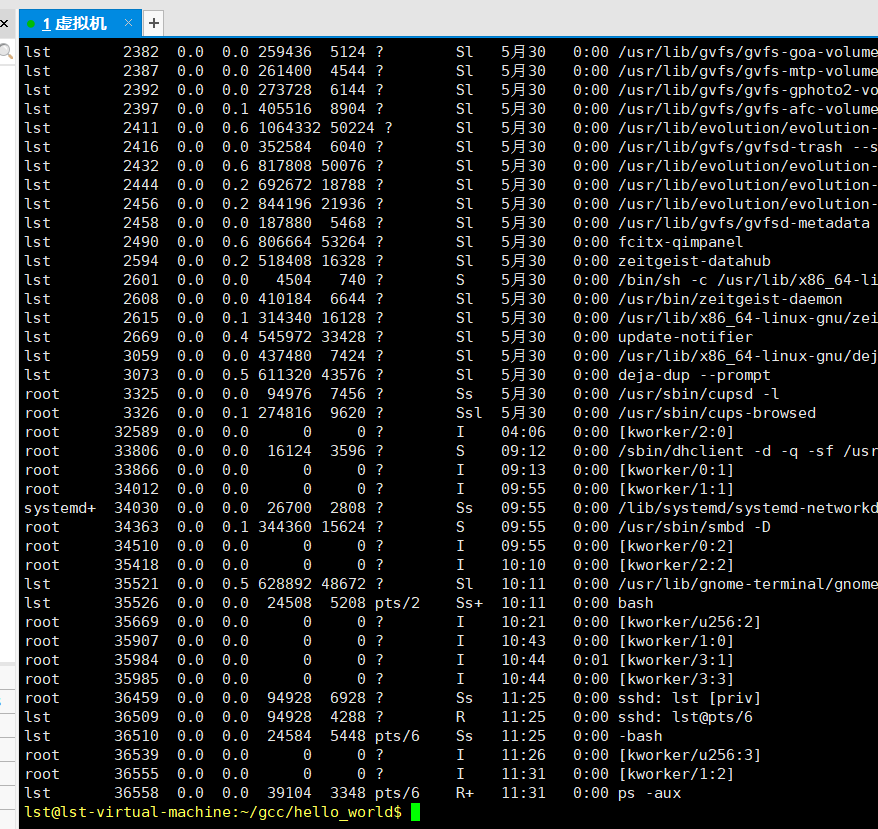 1 虚拟机
lst 2382 0.0 0.0 259436 5124 ? Sl 5月30 0:00 /usr/lib/gvfs/gvfs-goa-volume
lst 2387 0.0 0.0 261400 4544 ? Sl 5月30 0:00 /usr/lib/gvfs/gvfs-mtp-volume
lst 2392 0.0 0.0 273728 6144 ? Sl 5月30 0:00 /usr/lib/gvfs/gvfs-gphoto2-vo
lst 2397 0.0 0.1 405516 8904 ? Sl 5月30 0:00 /usr/lib/gvfs/gvfs-afc-volume
lst 2411 0.0 0.6 1064332 50224 ? Sl 5月30 0:00 /usr/lib/evolution/evolution-
lst 2416 0.0 0.0 352584 6040 ? Sl 5月30 0:00 /usr/lib/gvfs/gvfsd-trash --s
lst 2432 0.0 0.6 817808 50076 ? Sl 5月30 0:00 /usr/lib/evolution/evolution-
lst 2444 0.0 0.2 692672 18788 ? Sl 5月30 0:00 /usr/lib/evolution/evolution-
lst 2456 0.0 0.2 844196 21936 ? Sl 5月30 0:00 /usr/lib/evolution/evolution-
lst 2458 0.0 0.0 187880 5468 ? Sl 5月30 0:00 /usr/lib/gvfs/gvfsd-metadata
lst 2490 0.0 0.6 806664 53264 ? Sl 5月30 0:00 fcitx-qimpanel
lst 2594 0.0 0.2 518408 16328 ? Sl 5月30 0:00 zeitgeist-datahub
lst 2601 0.0 0.0 4504 740 ? S 5月30 0:00 /bin/sh -c /usr/lib/x86_64-li
lst 2608 0.0 0.0 410184 6644 ? Sl 5月30 0:00 /usr/bin/zeitgeist-daemon
lst 2615 0.0 0.1 314340 16128 ? Sl 5月30 0:00 /usr/lib/x86_64-linux-gnu/zei
lst 2669 0.0 0.4 545972 33428 ? Sl 5月30 0:00 update-notifier
lst 3059 0.0 0.0 437480 7424 ? Sl 5月30 0:00 /usr/lib/x86_64-linux-gnu/dej
lst 3073 0.0 0.5 611320 43576 ? Sl 5月30 0:00 deja-dup --prompt
root 3325 0.0 0.0 94976 7456 ? Ss 5月30 0:00 /usr/sbin/cupsd -l
root 3326 0.0 0.1 274816 9620 ? Ssl 5月30 0:00 /usr/sbin/cups-browsed
root 32589 0.0 0.0 0 0 ? I 04:06 0:00 [kworker/2:0]
root 33806 0.0 0.0 16124 3596 ? S 09:12 0:00 /sbin/dhclient -d -q -sf /usr
root 33866 0.0 0.0 0 0 ? I 09:13 0:00 [kworker/0:1]
root 34012 0.0 0.0 0 0 ? I 09:55 0:00 [kworker/1:1]
systemd+ 34030 0.0 0.0 26700 2808 ? Ss 09:55 0:00 /lib/systemd/systemd-networkd
root 34363 0.0 0.1 344360 15624 ? S 09:55 0:00 /usr/sbin/smbd -D
root 34510 0.0 0.0 0 0 ? I 09:55 0:00 [kworker/0:2]
root 35418 0.0 0.0 0 0 ? I 10:10 0:00 [kworker/2:2]
lst 35521 0.0 0.5 628892 48672 ? Sl 10:11 0:00 /usr/lib/gnome-terminal/gnome
lst 35526 0.0 0.0 24508 5208 pts/2 Ss+ 10:11 0:00 bash
root 35669 0.0 0.0 0 0 ? I 10:21 0:00 [kworker/u256:2]
root 35907 0.0 0.0 0 0 ? I 10:43 0:00 [kworker/1:0]
root 35984 0.0 0.0 0 0 ? I 10:44 0:01 [kworker/3:1]
root 35985 0.0 0.0 0 0 ? I 10:44 0:00 [kworker/3:3]
root 36459 0.0 0.0 94928 6928 ? Ss 11:25 0:00 sshd: lst [priv]
lst 36509 0.0 0.0 94928 4288 ? R 11:25 0:00 sshd: lst@pts/6
lst 36510 0.0 0.0 24584 5448 pts/6 Ss 11:25 0:00 -bash
root 36539 0.0 0.0 0 0 ? I 11:26 0:00 [kworker/u256:3]
root 36555 0.0 0.0 0 0 ? I 11:31 0:00 [kworker/1:2]
lst 36558 0.0 0.0 39104 3348 pts/6 R+ 11:31 0:00 ps -aux
lst@lst-virtual-machine:~/gcc/hello_world$